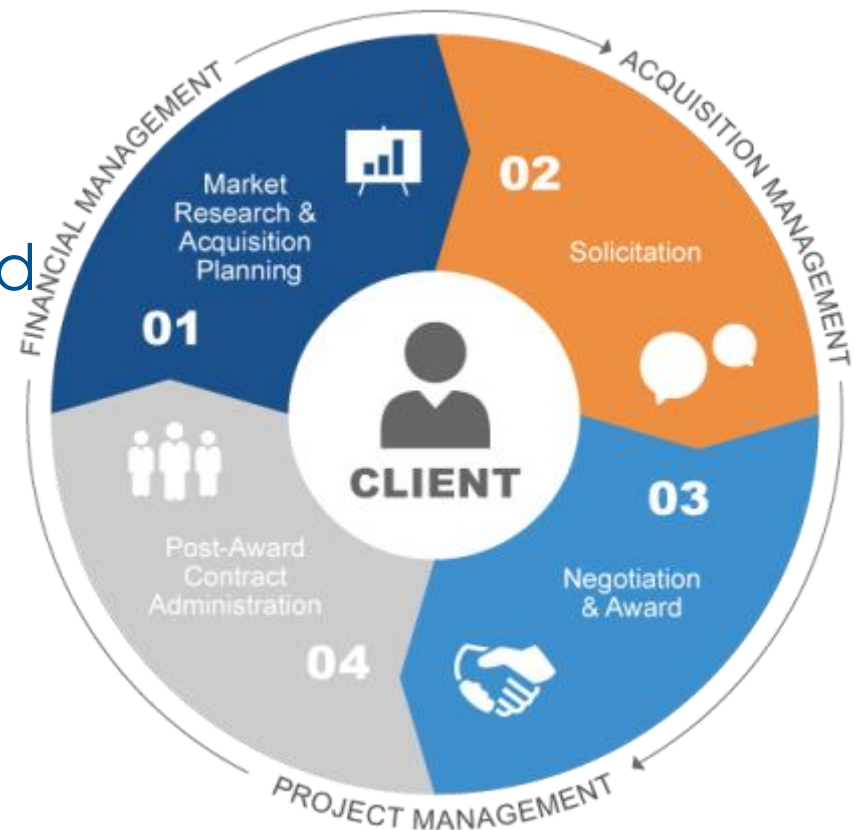 FINANCIAL MANAGEMENT
ACQUISITION MANAGEMENT
Market
Research &
Acquisition
Planning
01
02
Solicitation
d
CLIENT
03
Negotiation
& Award
Post-Award
Contract
Administration
04
PROJECT MANAGEMENT